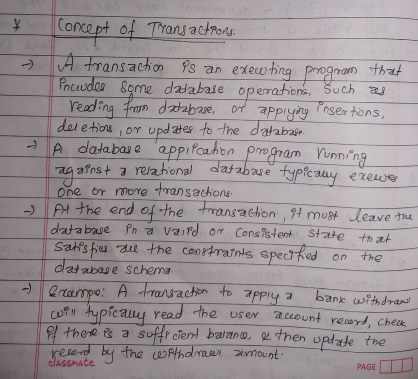 * Concept of Transactions.
→ A transaction is an executing program that
includes some database operations, such as
reading from database, or applying insertions,
deletions, or updates to the database.
→ A database application program running
against a relational database typically executes
one or more transactions.
→ At the end of the transaction, it must leave the
database in a valid or consistent state that
satisfies all the constraints specified on the
database schema.
→ Example: A transaction to apply a bank withdrawl
will typically read the user account record, check
if there is a sufficient balance, & then update the
record by the withdrawl amount.
classmate
PAGE